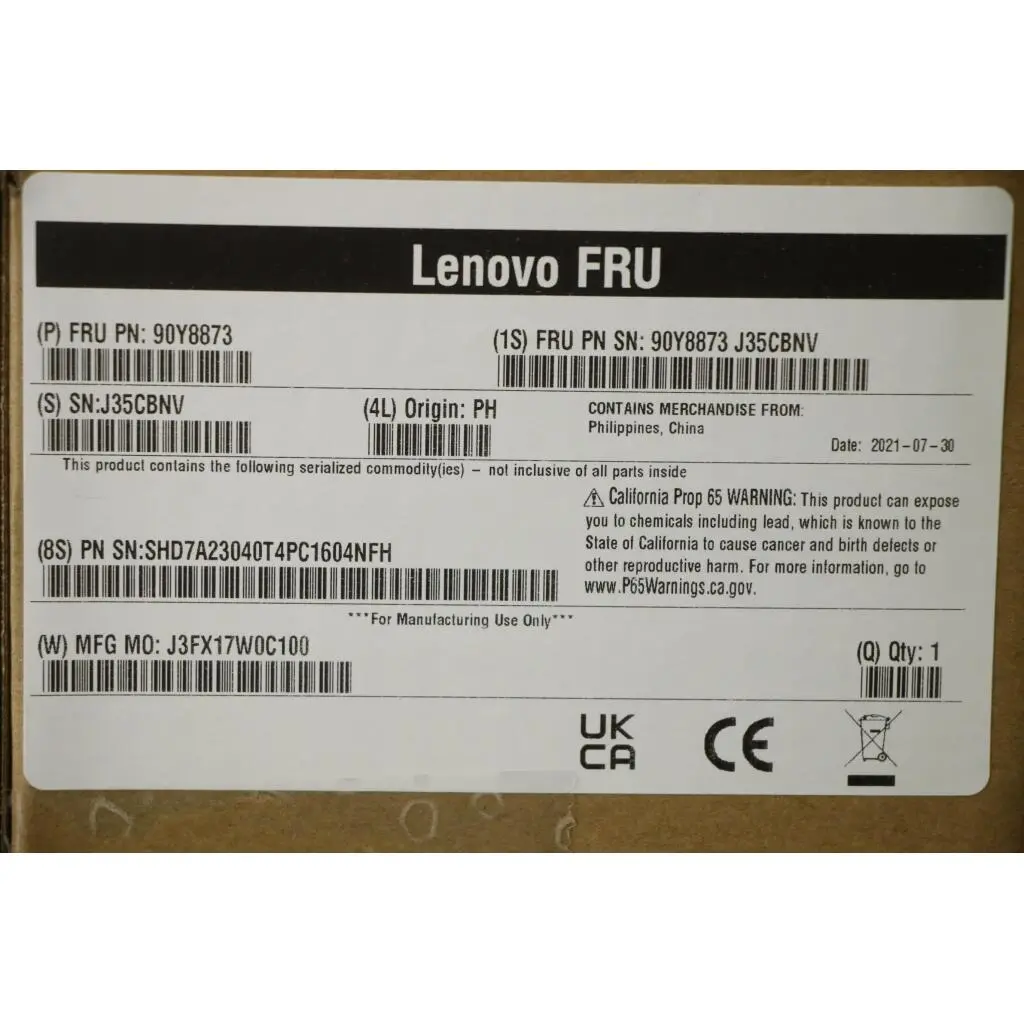 Lenovo FRU
(P) FRU PN: 90Y8873
(1S) FRU PN SN: 90Y8873 J35CBNV
(S) SN:J35CBNV
(4L) Origin: PH
CONTAINS MERCHANDISE FROM:
Philippines, China
Date: 2021-07-30
This product contains the following serialized commodity(ies) – not inclusive of all parts inside
⚠ California Prop 65 WARNING: This product can expose
you to chemicals including lead, which is known to the
State of California to cause cancer and birth defects or
other reproductive harm. For more information, go to
www.P65Warnings.ca.gov.
(8S) PN SN:SHD7A23040T4PC1604NFH
***For Manufacturing Use Only***
(W) MFG MO: J3FX17W0C100
(Q) Qty: 1
UK
CA
CE